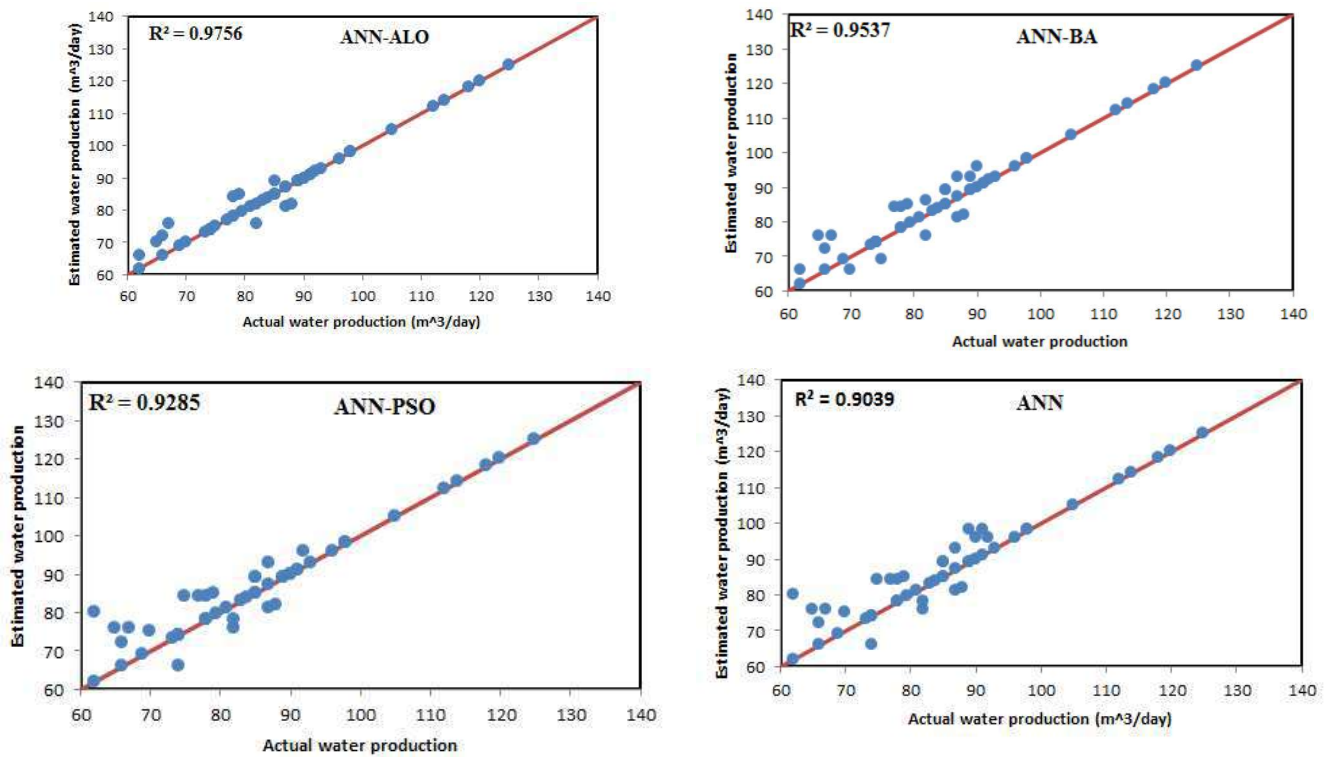 R² = 0.9756
ANN-ALO
Estimated water production (m^3/day)
140
130
120
110
100
90
80
70
60
60 70 80 90 100 110 120 130 140
Actual water production (m^3/day)
R² = 0.9537
ANN-BA
Estimated water production
140
130
120
110
100
90
80
70
60
60 70 80 90 100 110 120 130 140
Actual water production
R² = 0.9285
ANN-PSO
Estimated water production
140
130
120
110
100
90
80
70
60
60 70 80 90 100 110 120 130 140
Actual water production
R² = 0.9039
ANN
Estimated water production (m^3/day)
140
130
120
110
100
90
80
70
60
60 70 80 90 100 110 120 130 140
Actual water production (m^3/day)